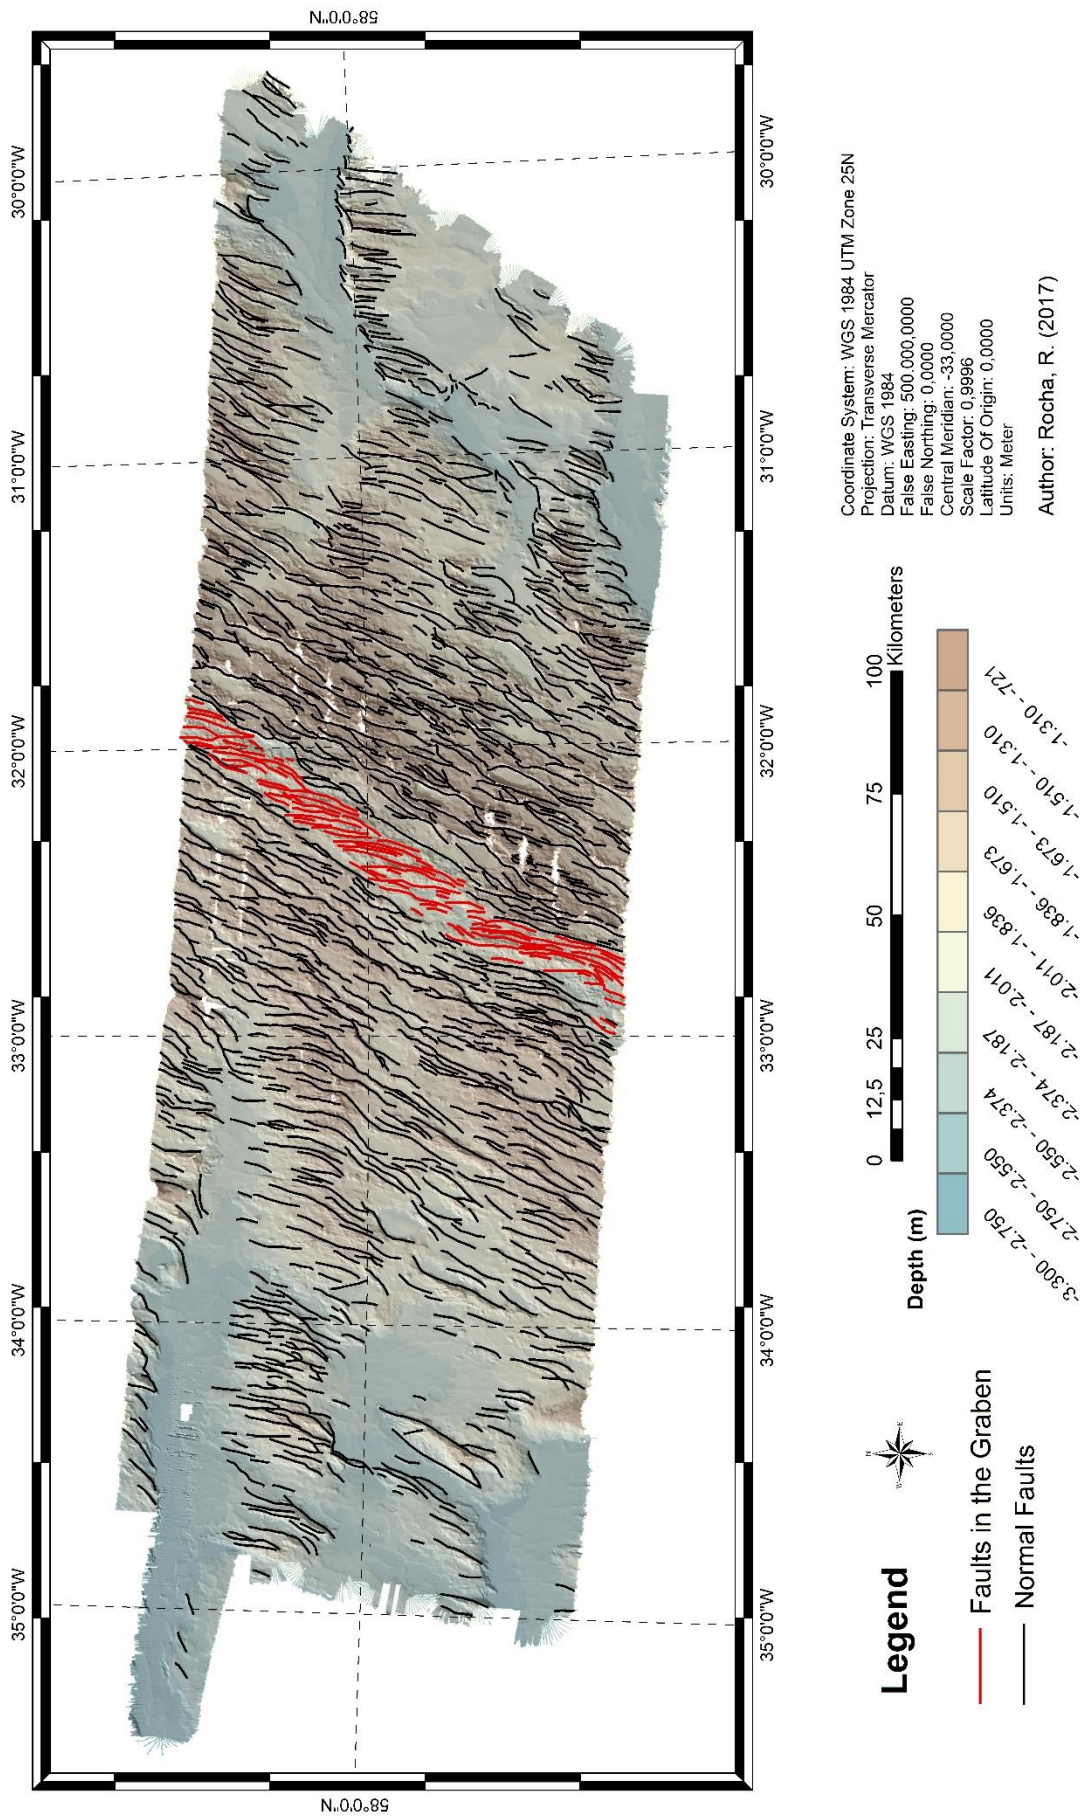 35°0'0"W
34°0'0"W
33°0'0"W
32°0'0"W
31°0'0"W
30°0'0"W
58°0'0"N
58°0'0"N
35°0'0"W
34°0'0"W
33°0'0"W
32°0'0"W
31°0'0"W
30°0'0"W
Legend
Faults in the Graben
Normal Faults
N
E
S
W
0 12,5 25 50 75 100
Kilometers
Depth (m)
-3.300 - -2.750
-2.750 - -2.550
-2.550 - -2.374
-2.374 - -2.187
-2.187 - -2.011
-2.011 - -1.836
-1.836 - -1.673
-1.673 - -1.510
-1.510 - -1.310
-1.310 - -721
Coordinate System: WGS 1984 UTM Zone 25N
Projection: Transverse Mercator
Datum: WGS 1984
False Easting: 500.000,0000
False Northing: 0,0000
Central Meridian: -33,0000
Scale Factor: 0,9996
Latitude Of Origin: 0,0000
Units: Meter
Author: Rocha, R. (2017)